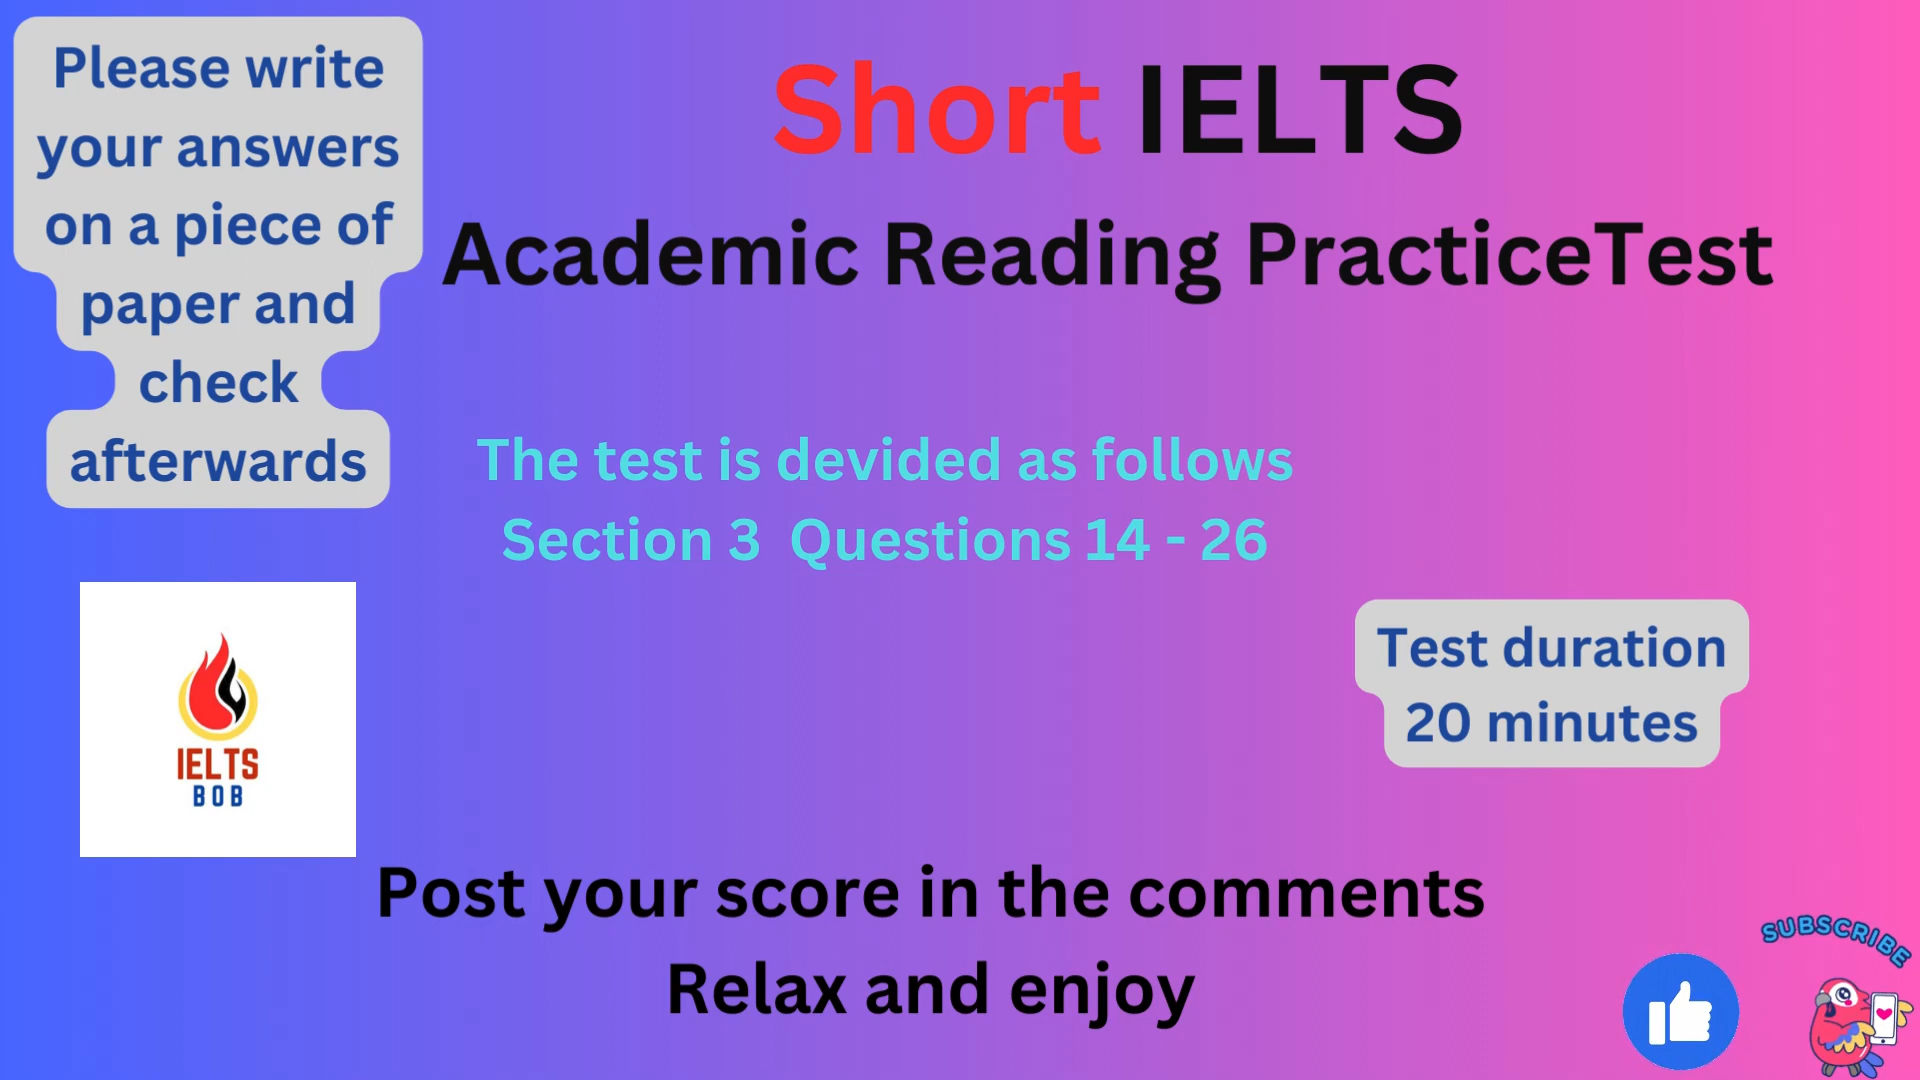 Please write
your answers
on a piece of
paper and
check
afterwards
Short IELTS
Academic Reading PracticeTest
The test is devided as follows
Section 3 Questions 14 - 26
Test duration
20 minutes
IELTS
BOB
Post your score in the comments
Relax and enjoy
SUBSCRIBE